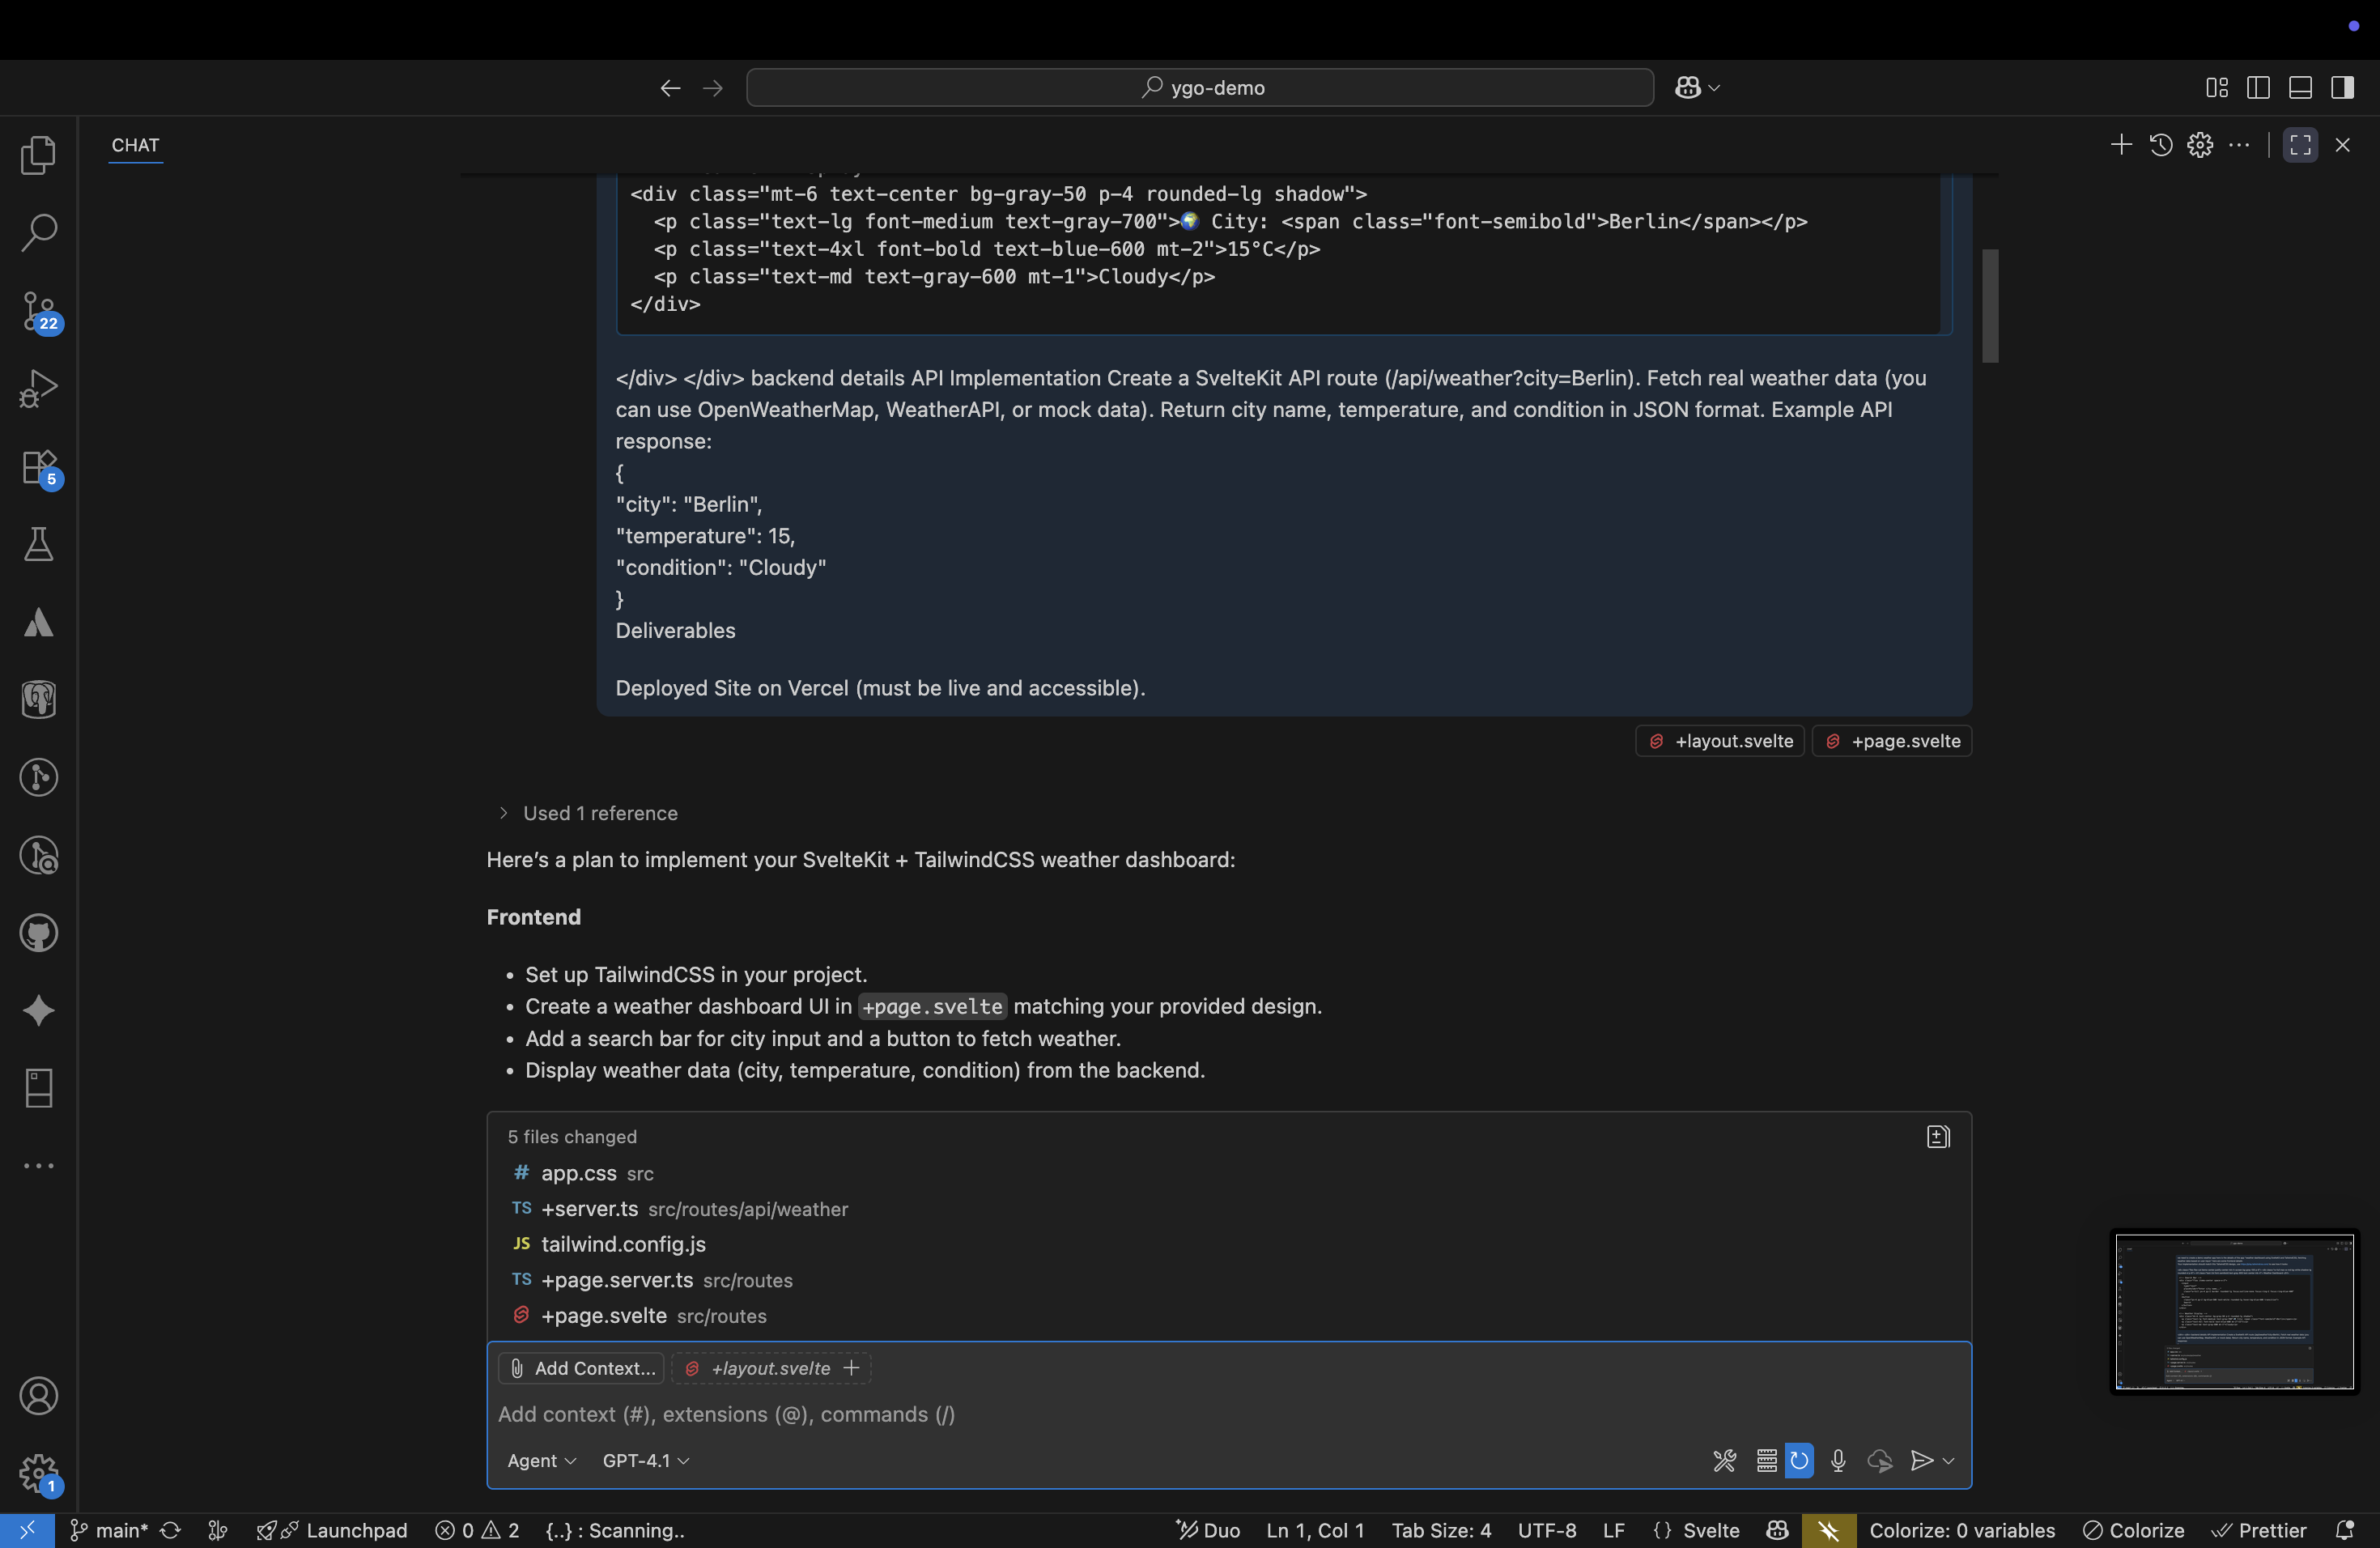 ygo-demo
CHAT
<div class="mt-6 text-center bg-gray-50 p-4 rounded-lg shadow">
<p class="text-lg font-medium text-gray-700">🌍 City: <span class="font-semibold">Berlin</span></p>
<p class="text-4xl font-bold text-blue-600 mt-2">15°C</p>
<p class="text-md text-gray-600 mt-1">Cloudy</p>
</div>
</div> </div> backend details API Implementation Create a SvelteKit API route (/api/weather?city=Berlin). Fetch real weather data (you
can use OpenWeatherMap, WeatherAPI, or mock data). Return city name, temperature, and condition in JSON format. Example API
response:
{
"city": "Berlin",
"temperature": 15,
"condition": "Cloudy"
}
Deliverables
Deployed Site on Vercel (must be live and accessible).
+layout.svelte +page.svelte
Used 1 reference
Here’s a plan to implement your SvelteKit + TailwindCSS weather dashboard:
Frontend
• Set up TailwindCSS in your project.
• Create a weather dashboard UI in +page.svelte matching your provided design.
• Add a search bar for city input and a button to fetch weather.
• Display weather data (city, temperature, condition) from the backend.
5 files changed
# app.css src
TS +server.ts src/routes/api/weather
JS tailwind.config.js
TS +page.server.ts src/routes
+page.svelte src/routes
Add Context... +layout.svelte +
Add context (#), extensions (@), commands (/)
Agent GPT-4.1
22
5
1
main* Launchpad 0 2 {..} : Scanning.. Duo Ln 1, Col 1 Tab Size: 4 UTF-8 LF {} Svelte Colorize: 0 variables Colorize Prettier